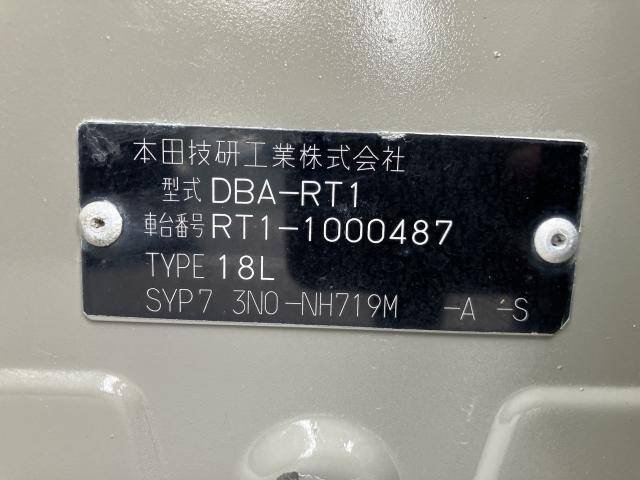 本田技研工業株式会社
型式 DBA-RT1
車台番号 RT1-1000487
TYPE 18L
SYP7 3N0-NH719M -A -S